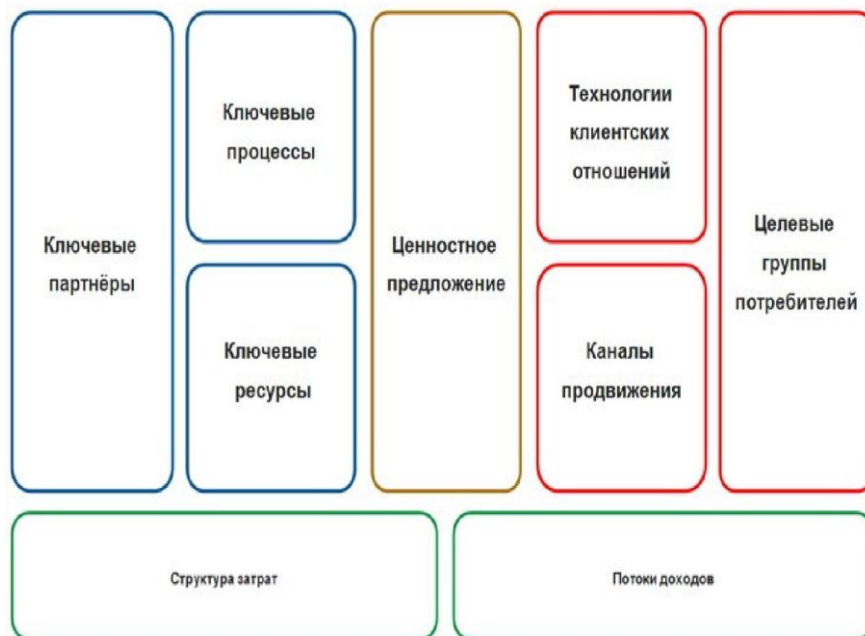 Ключевые
партнёры
Ключевые
процессы
Ключевые
ресурсы
Ценностное
предложение
Технологии
клиентских
отношений
Каналы
продвижения
Целевые
группы
потребителей
Структура затрат
Потоки доходов